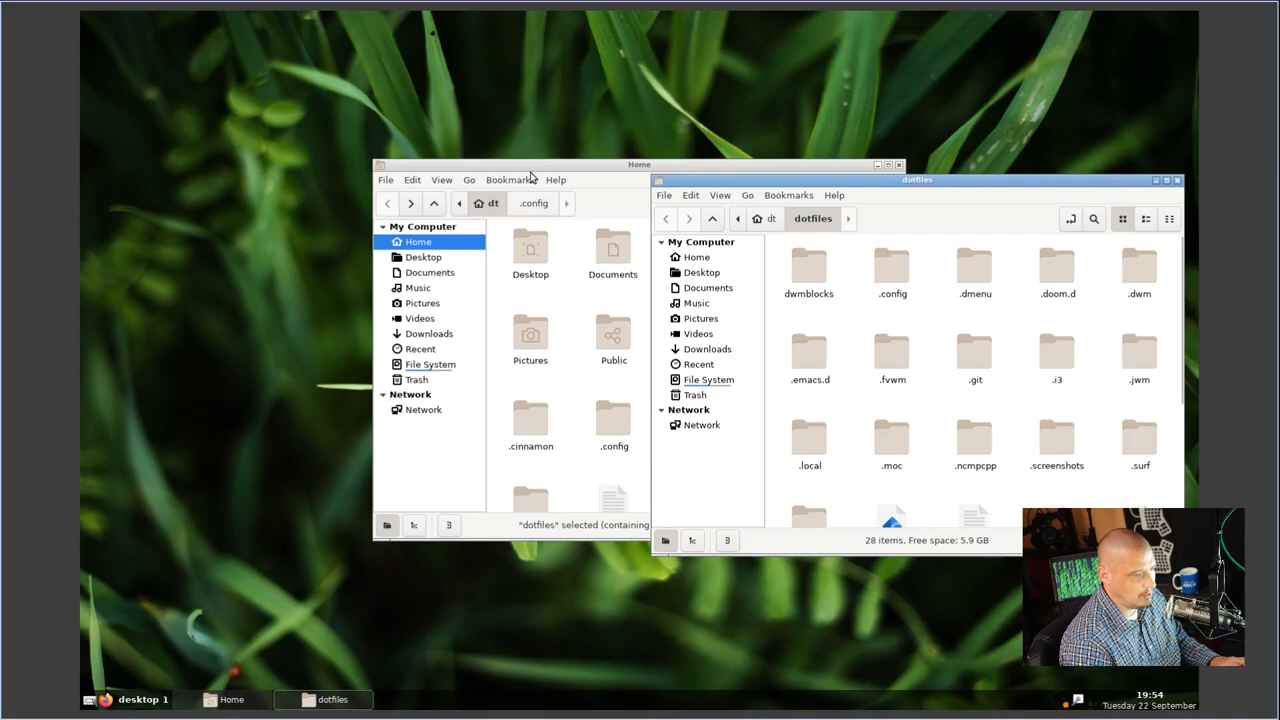 Home
File Edit View Go Bookmarks Help
dt .config
My Computer
Home
Desktop
Documents
Music
Pictures
Videos
Downloads
Recent
File System
Trash
Network
Network
Desktop
Documents
Pictures
Public
.cinnamon
.config
"dotfiles" selected (containing
dotfiles
File Edit View Go Bookmarks Help
dt dotfiles
My Computer
Home
Desktop
Documents
Music
Pictures
Videos
Downloads
Recent
File System
Trash
Network
Network
dwmblocks .config .dmenu .doom.d .dwm
.emacs.d .fvwm .git .i3 .jwm
.local .moc .ncmpcpp .screenshots .surf
28 items, Free space: 5.9 GB
desktop 1 Home dotfiles
19:54
Tuesday 22 September